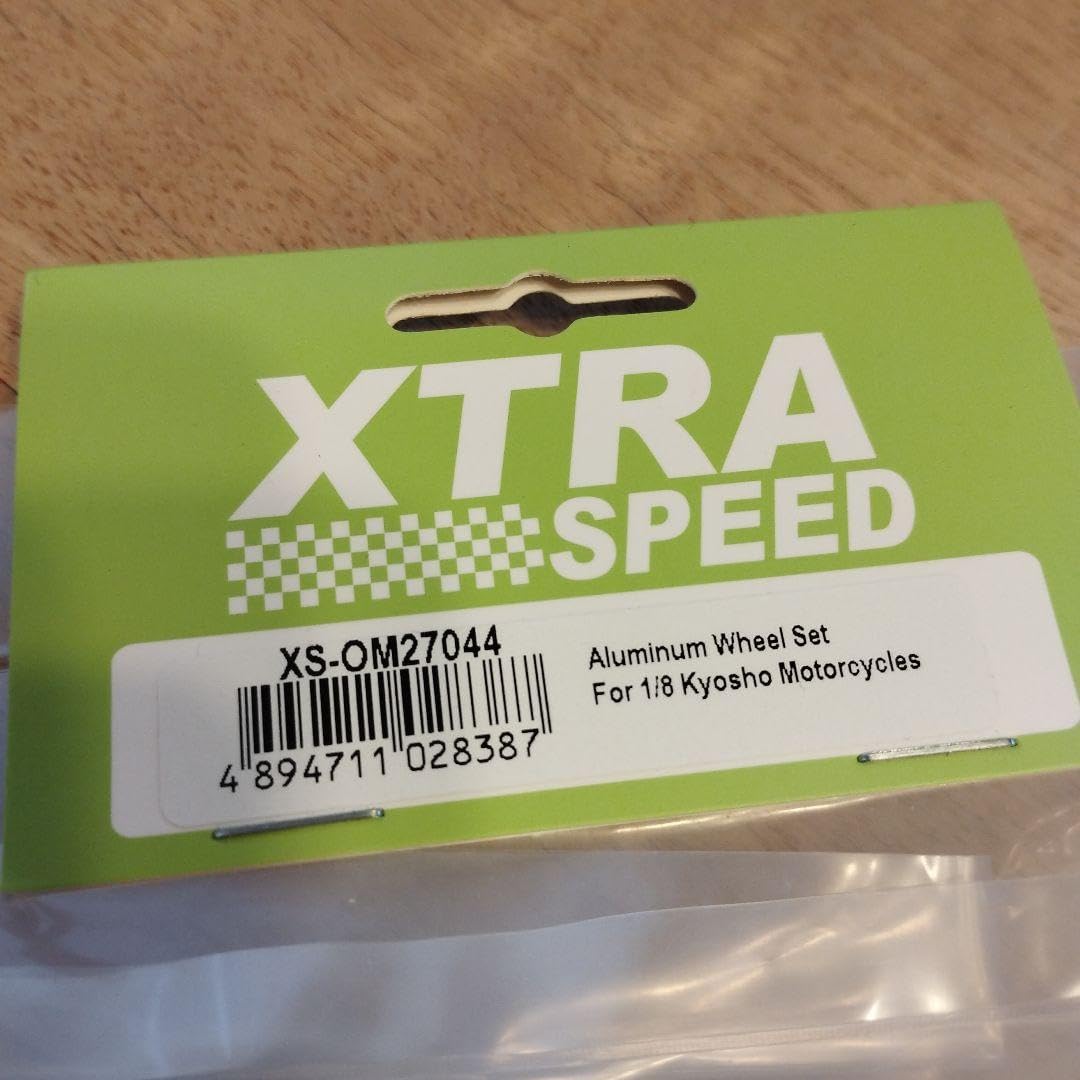 XTRA
SPEED
XS-OM27044
Aluminum Wheel Set
For 1/8 Kyosho Motorcycles
4 894711 028387